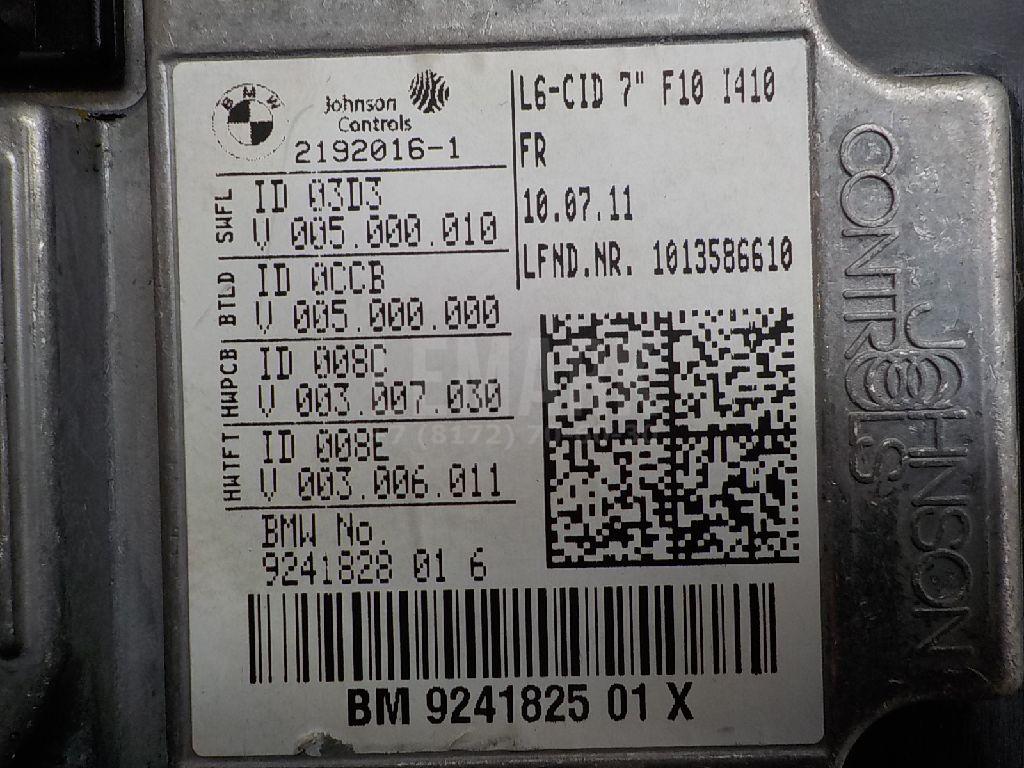 BMW
Johnson
Controls
2192016-1
L6-CID 7" F10 I410
FR
10.07.11
LFND.NR. 1013586610
SWFL
ID 03D3
V 005.000.010
BTLD
ID 0CCB
V 005.000.000
HWPCB
ID 008C
V 003.007.030
HWTFT
ID 008E
V 003.006.011
BMW No.
9241828 01 6
BM 9241825 01 X
JOHNSON
CONTROLS